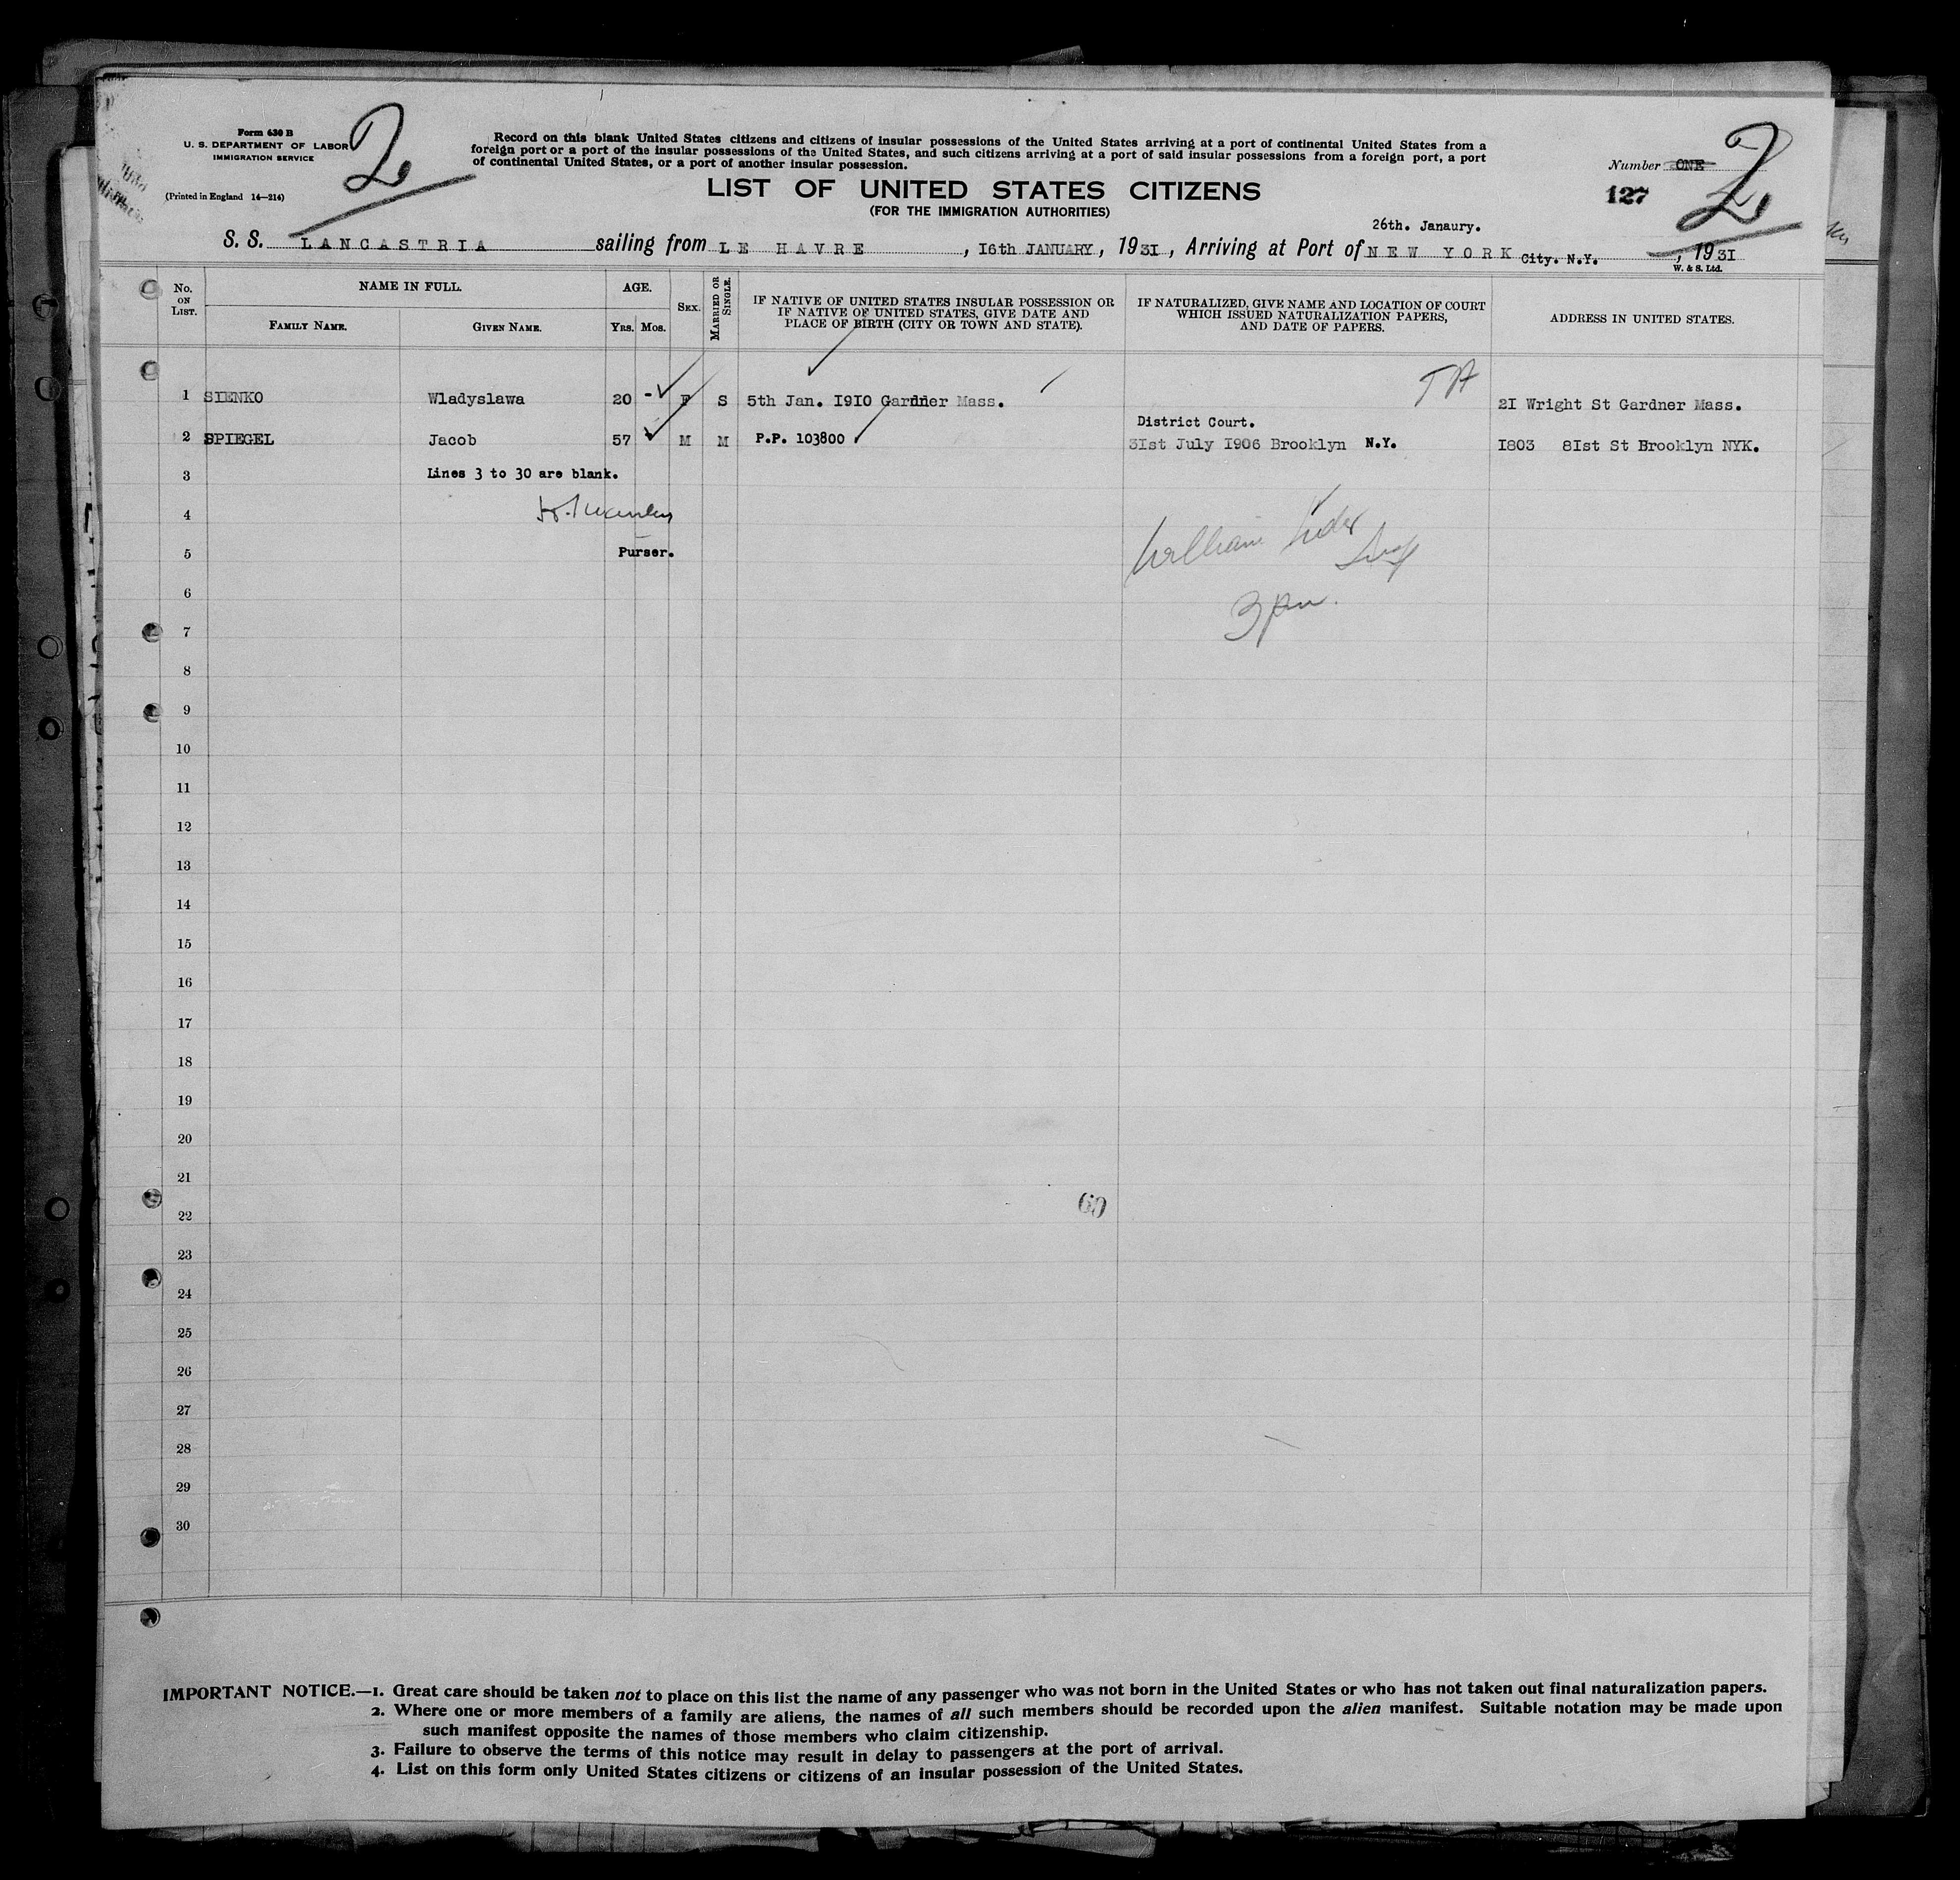 Form 630 B
U. S. DEPARTMENT OF LABOR
IMMIGRATION SERVICE
(Printed in England 14—214)
2
Record on this blank United States citizens and citizens of insular possessions of the United States arriving at a port of continental United States from a
foreign port or a port of the insular possessions of the United States, and such citizens arriving at a port of said insular possessions from a foreign port, a port
of continental United States, or a port of another insular possession.
LIST OF UNITED STATES CITIZENS
(FOR THE IMMIGRATION AUTHORITIES)
Number ONE
127
2
26th. Janaury.
S. S. LANCASTRIA sailing from LE HAVRE, I6th JANUARY, 1931, Arriving at Port of NEW YORK City. N.Y., 1931
W. & S. Ltd.
No. ON LIST.
NAME IN FULL.
FAMILY NAME.
GIVEN NAME.
AGE.
Yrs. Mos.
SEX.
MARRIED OR SINGLE.
IF NATIVE OF UNITED STATES INSULAR POSSESSION OR
IF NATIVE OF UNITED STATES, GIVE DATE AND
PLACE OF BIRTH (CITY OR TOWN AND STATE).
IF NATURALIZED, GIVE NAME AND LOCATION OF COURT
WHICH ISSUED NATURALIZATION PAPERS,
AND DATE OF PAPERS.
ADDRESS IN UNITED STATES.
1 SIENKO Wladyslawa 20 - F S 5th Jan. I9I0 Gardner Mass. 2I Wright St Gardner Mass.
District Court.
2 SPIEGEL Jacob 57 - M M P.P. 103800 3Ist July I906 Brooklyn N.Y. I803 8Ist St Brooklyn NYK.
3 Lines 3 to 30 are blank.
4
William
5 Purser.
6
3 pm.
7
8
9
10
11
12
13
14
15
16
17
18
19
20
21
22
60
23
24
25
26
27
28
29
30
IMPORTANT NOTICE.—1. Great care should be taken not to place on this list the name of any passenger who was not born in the United States or who has not taken out final naturalization papers.
2. Where one or more members of a family are aliens, the names of all such members should be recorded upon the alien manifest. Suitable notation may be made upon
such manifest opposite the names of those members who claim citizenship.
3. Failure to observe the terms of this notice may result in delay to passengers at the port of arrival.
4. List on this form only United States citizens or citizens of an insular possession of the United States.